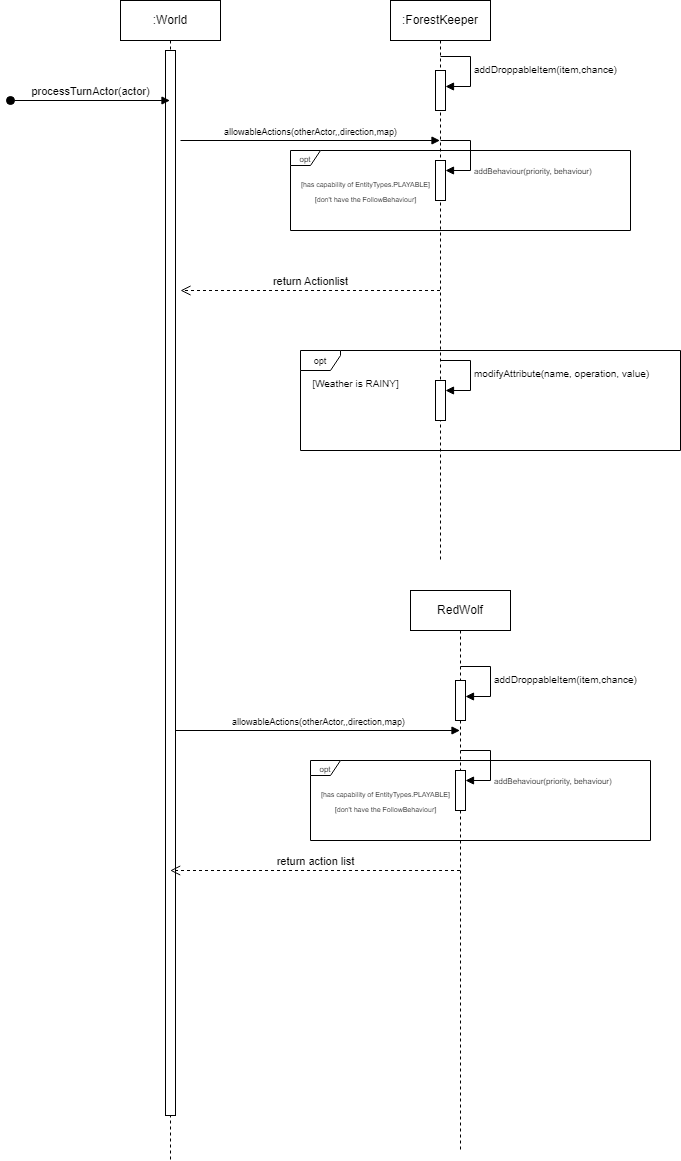 :World
:ForestKeeper
addDroppableItem(item,chance)
processTurnActor(actor)
allowableActions(otherActor,,direction,map)
opt
addBehaviour(priority, behaviour)
[has capability of EntityTypes.PLAYABLE]
[don't have the FollowBehaviour]
return Actionlist
opt
modifyAttribute(name, operation, value)
[Weather is RAINY]
RedWolf
addDroppableItem(item,chance)
allowableActions(otherActor,,direction,map)
opt
addBehaviour(priority, behaviour)
[has capability of EntityTypes.PLAYABLE]
[don't have the FollowBehaviour]
return action list